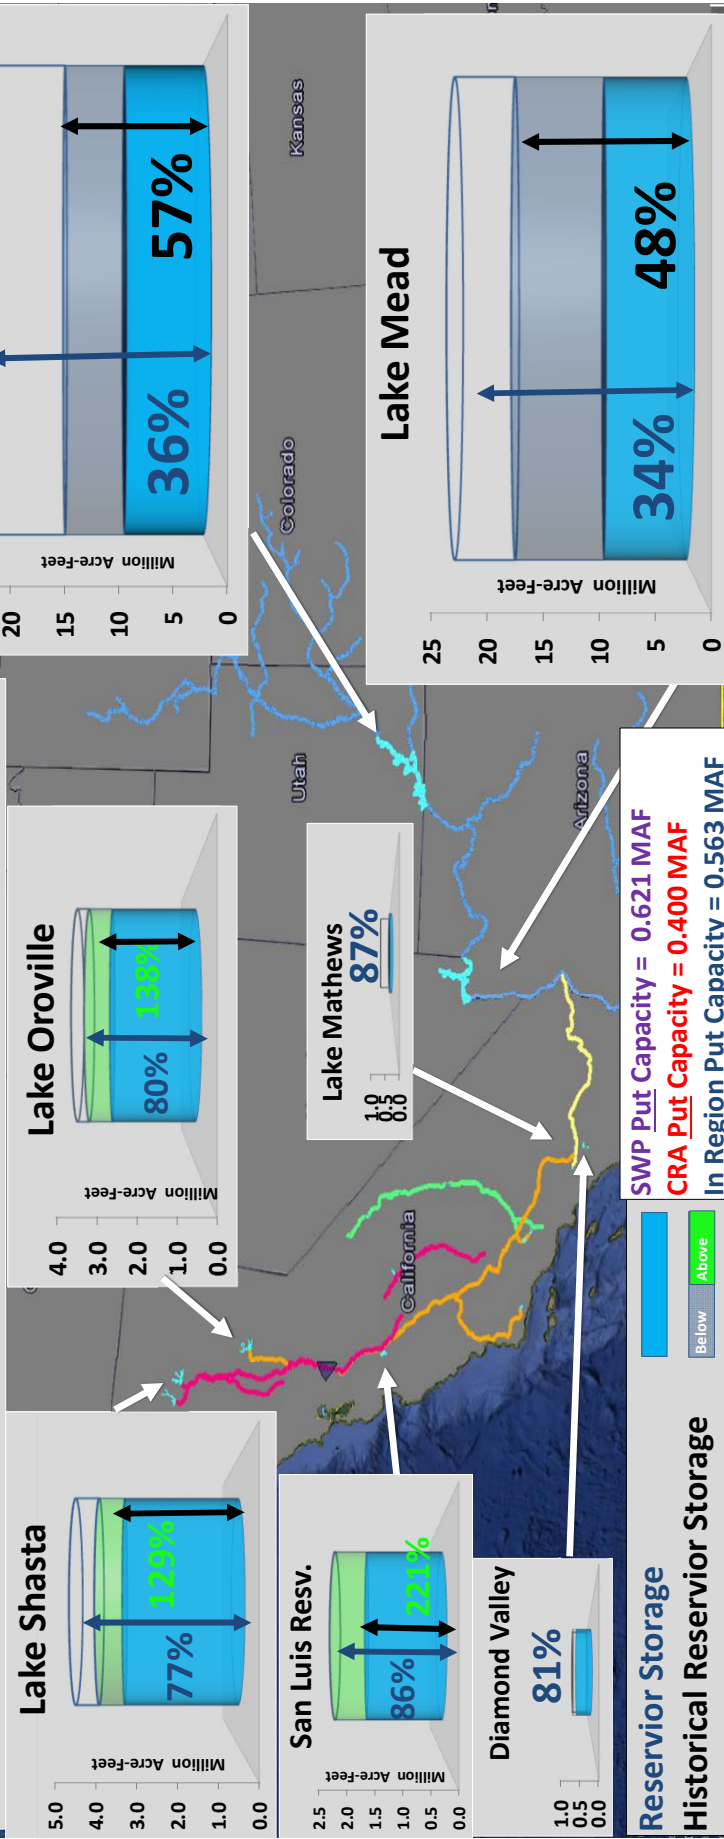 Lake Shasta
5.0
4.0
3.0
2.0
1.0
0.0
Million Acre-Feet
77%
129%
San Luis Resv.
2.5
2.0
1.5
1.0
0.5
0.0
Million Acre-Feet
86%
221%
Diamond Valley
1.0
0.5
0.0
81%
Lake Oroville
4.0
3.0
2.0
1.0
0.0
Million Acre-Feet
80%
138%
Lake Mathews
1.0
0.5
0.0
87%
20
15
10
5
0
Million Acre-Feet
36%
57%
Lake Mead
25
20
15
10
5
0
Million Acre-Feet
34%
48%
California
Utah
Arizona
Colorado
Kansas
Reservior Storage
Historical Reservior Storage
Below
Above
SWP Put Capacity = 0.621 MAF
CRA Put Capacity = 0.400 MAF
In Region Put Capacity = 0.563 MAF